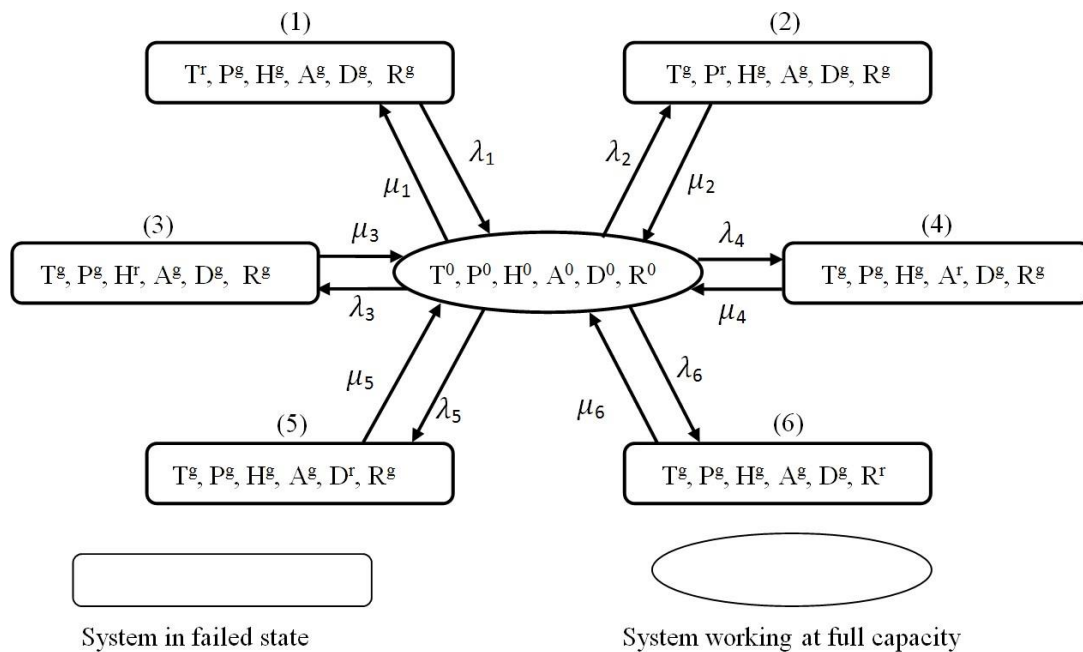 (1) (2)
Tʳ, Pᵍ, Hᵍ, Aᵍ, Dᵍ, Rᵍ
Tᵍ, Pʳ, Hᵍ, Aᵍ, Dᵍ, Rᵍ
λ₁ λ₂
μ₁ μ₂
(3) (4)
μ₃ λ₄
Tᵍ, Pᵍ, Hʳ, Aᵍ, Dᵍ, Rᵍ
T⁰, P⁰, H⁰, A⁰, D⁰, R⁰
Tᵍ, Pᵍ, Hᵍ, Aʳ, Dᵍ, Rᵍ
λ₃ μ₄
μ₅ λ₆
λ₅ μ₆
(5) (6)
Tᵍ, Pᵍ, Hᵍ, Aᵍ, Dʳ, Rᵍ
Tᵍ, Pᵍ, Hᵍ, Aᵍ, Dᵍ, Rʳ
System in failed state
System working at full capacity